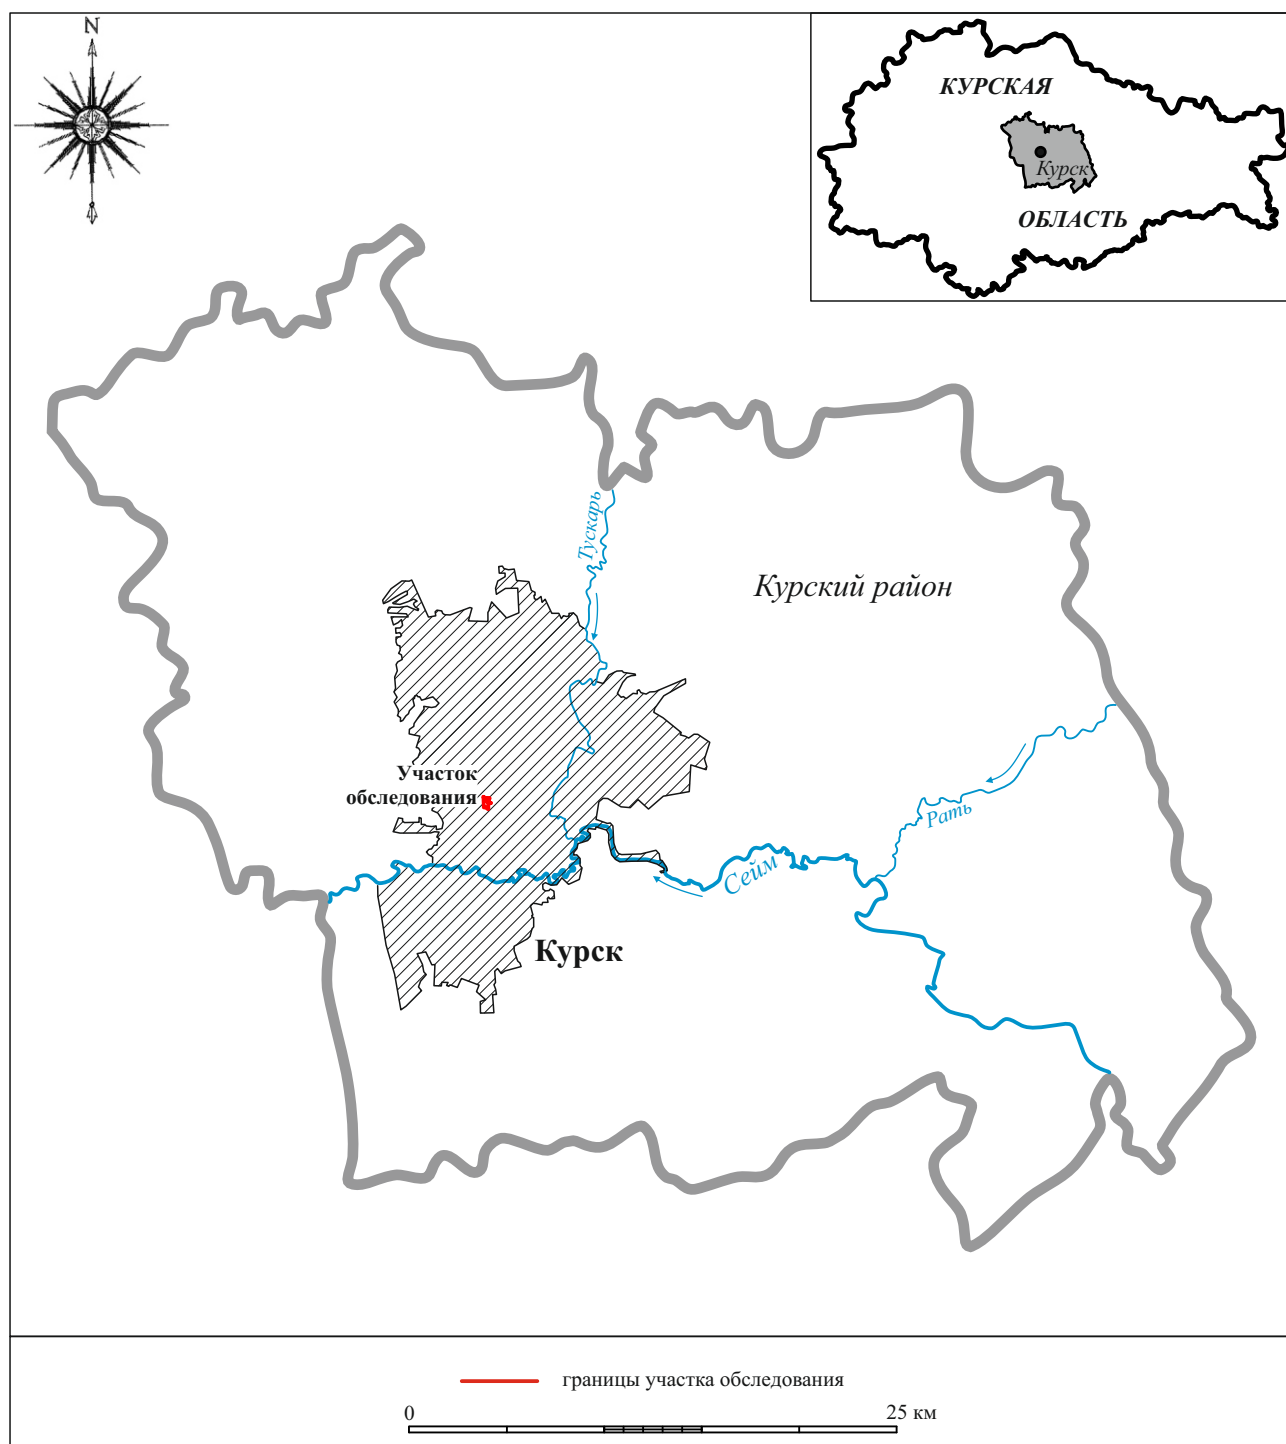 N
КУРСКАЯ
Курск
ОБЛАСТЬ
Тускарь
Курский район
Участок
обследования
Рать
Сейм
Курск
границы участка обследования
0
25 км